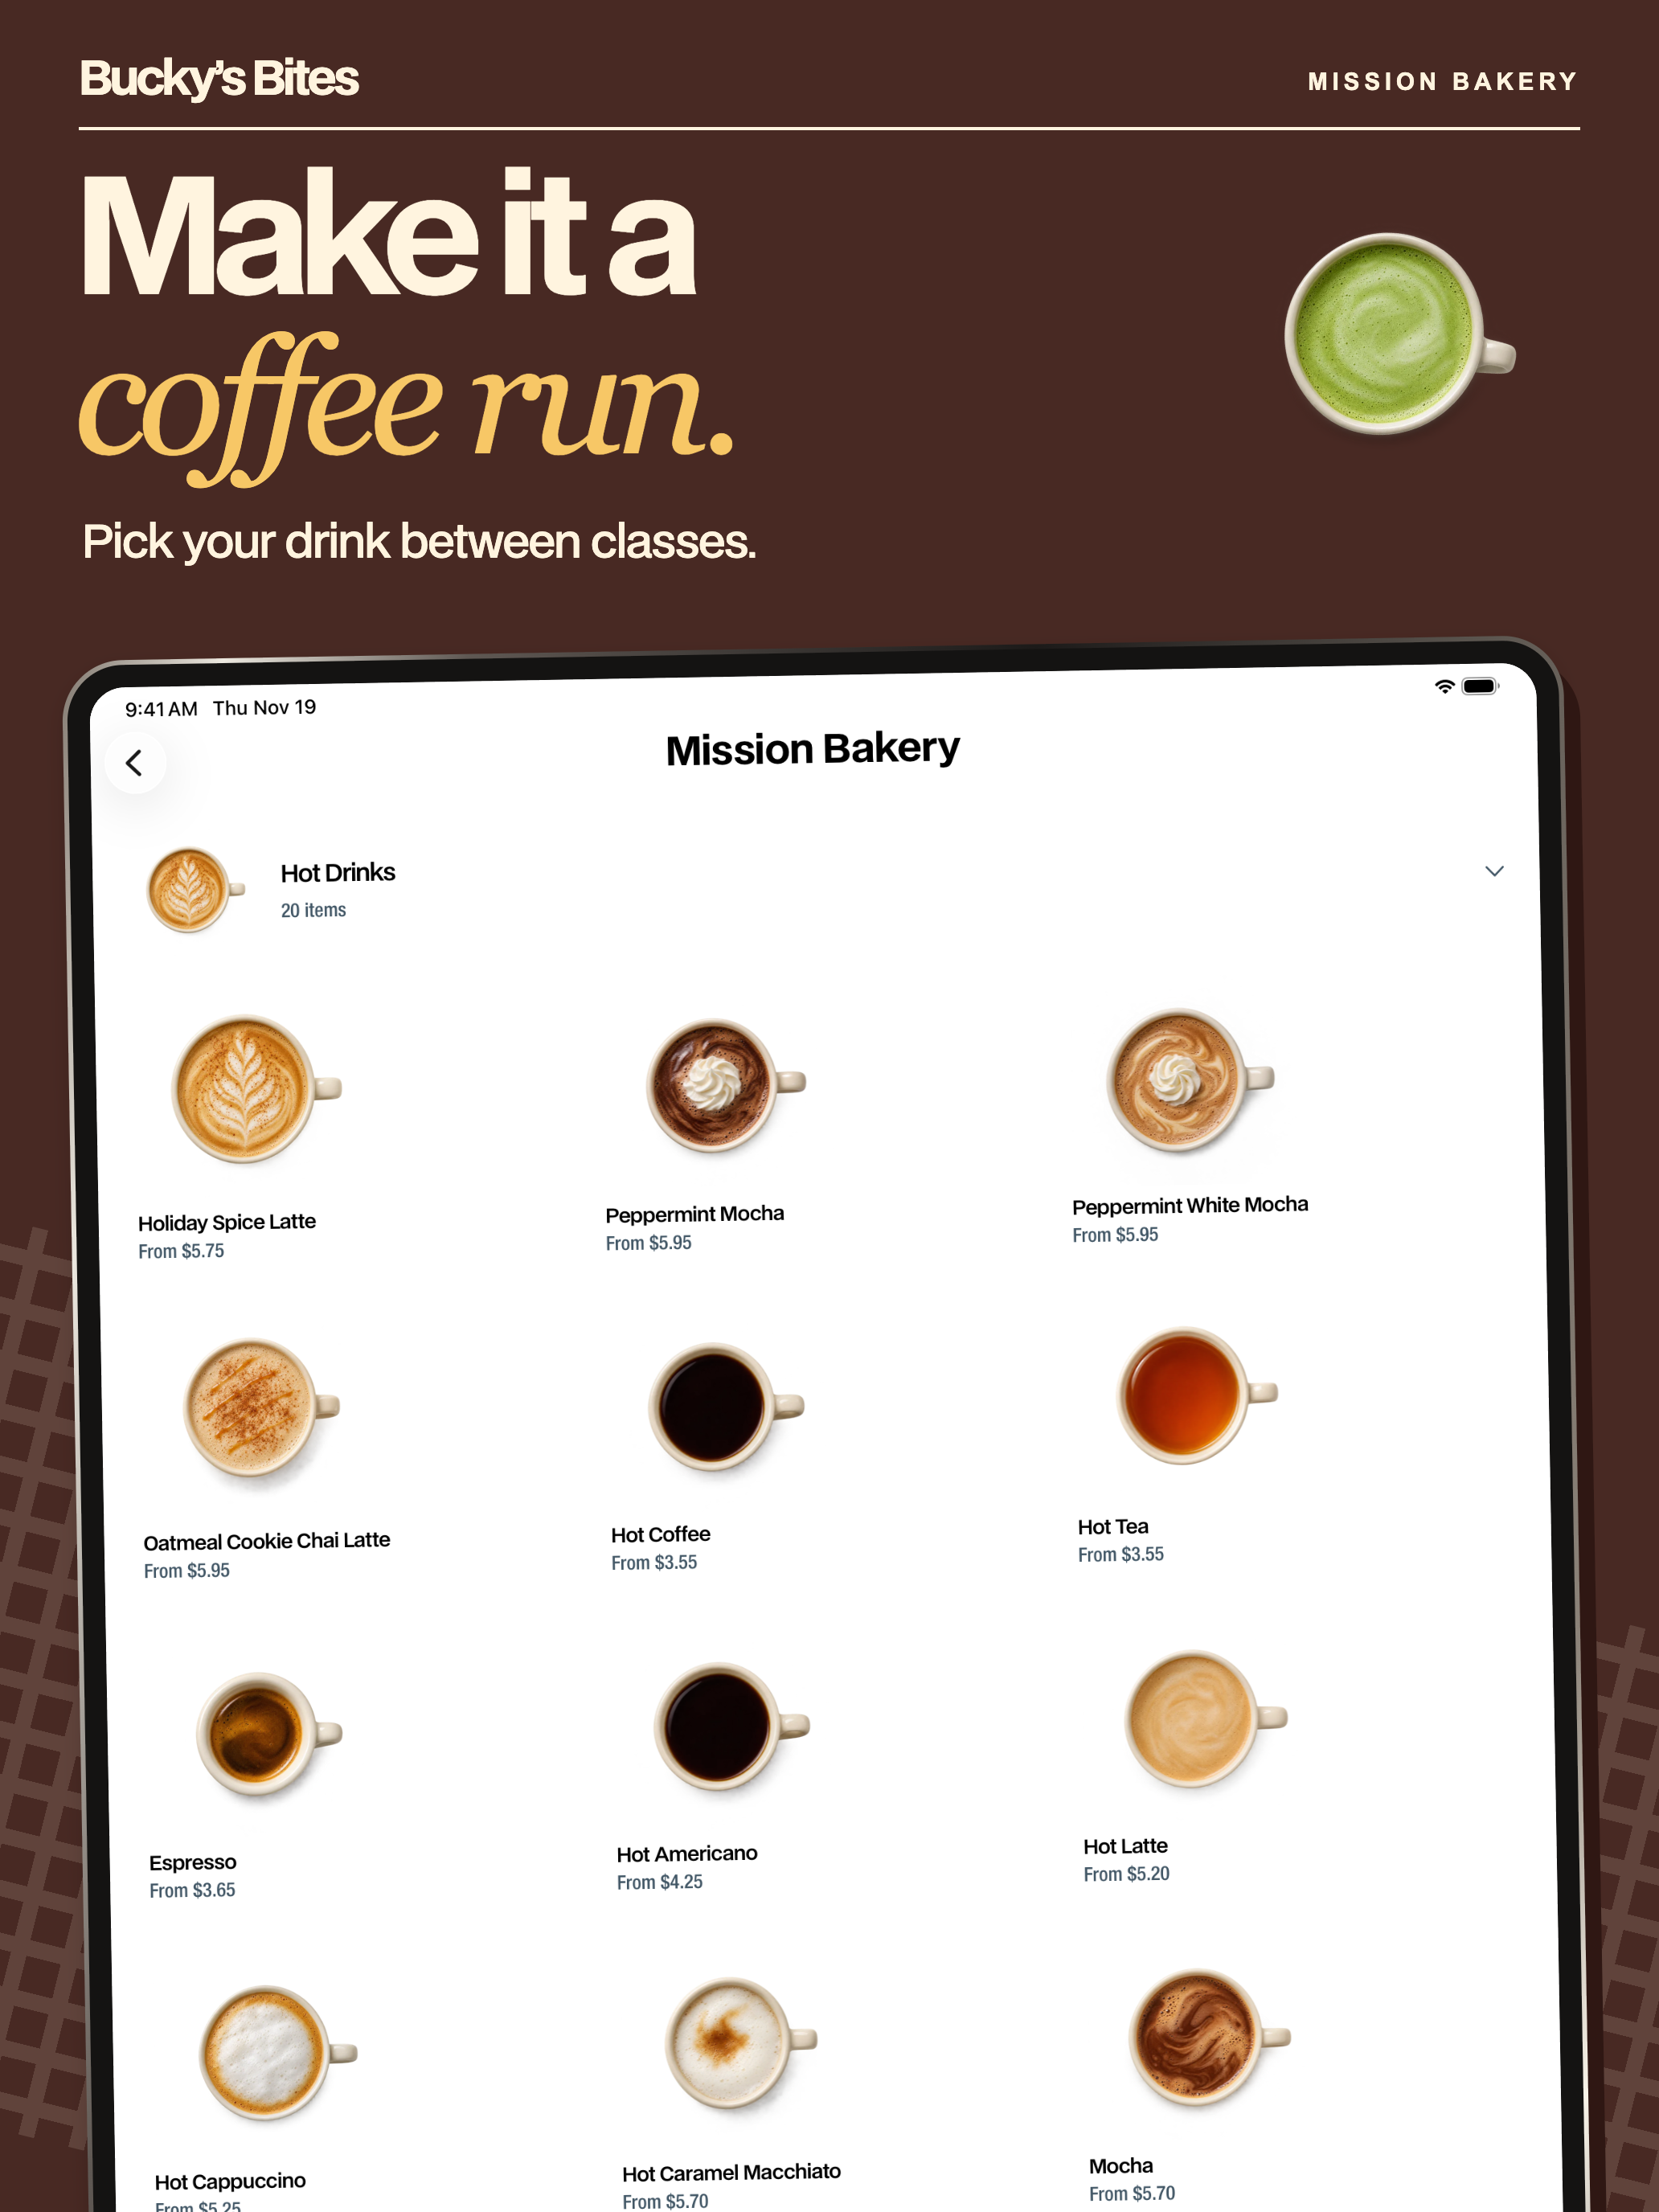 Bucky's Bites
MISSION BAKERY
Make it a
coffee run.
Pick your drink between classes.
9:41 AM Thu Nov 19
Mission Bakery
Hot Drinks
20 items
Holiday Spice Latte
From $5.75
Peppermint Mocha
From $5.95
Peppermint White Mocha
From $5.95
Oatmeal Cookie Chai Latte
From $5.95
Hot Coffee
From $3.55
Hot Tea
From $3.55
Espresso
From $3.65
Hot Americano
From $4.25
Hot Latte
From $5.20
Hot Cappuccino
From $5.25
Hot Caramel Macchiato
From $5.70
Mocha
From $5.70